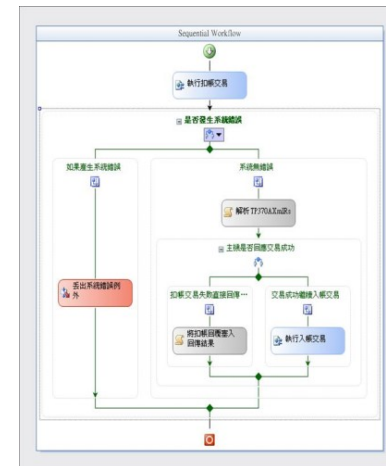 Sequential Workflow
執行扣帳交易
是否發生系統錯誤
如果產生系統錯誤
系統無錯誤
解析TP370AXmlRs
主機是否回應交易成功
丟出系統錯誤例
外
扣帳交易失敗直接回傳…
交易成功繼續入帳交易
將扣帳回覆塞入
回傳結果
執行入帳交易